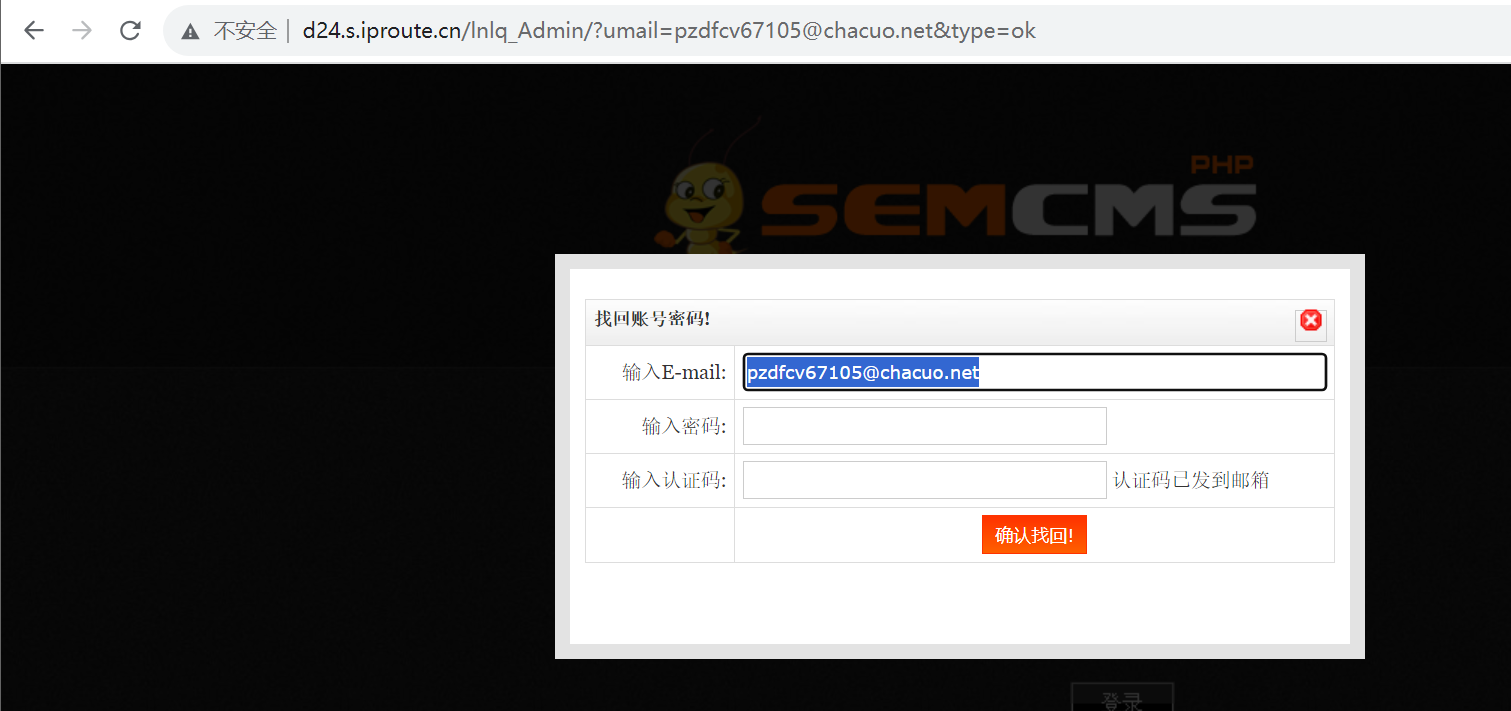 不安全 d24.s.iproute.cn/lnlq_Admin/?umail=pzdfcv67105@chacuo.net&type=ok
PHP
SEMCMS
找回账号密码!
输入E-mail: pzdfcv67105@chacuo.net
输入密码:
输入认证码: 认证码已发到邮箱
确认找回!
登录